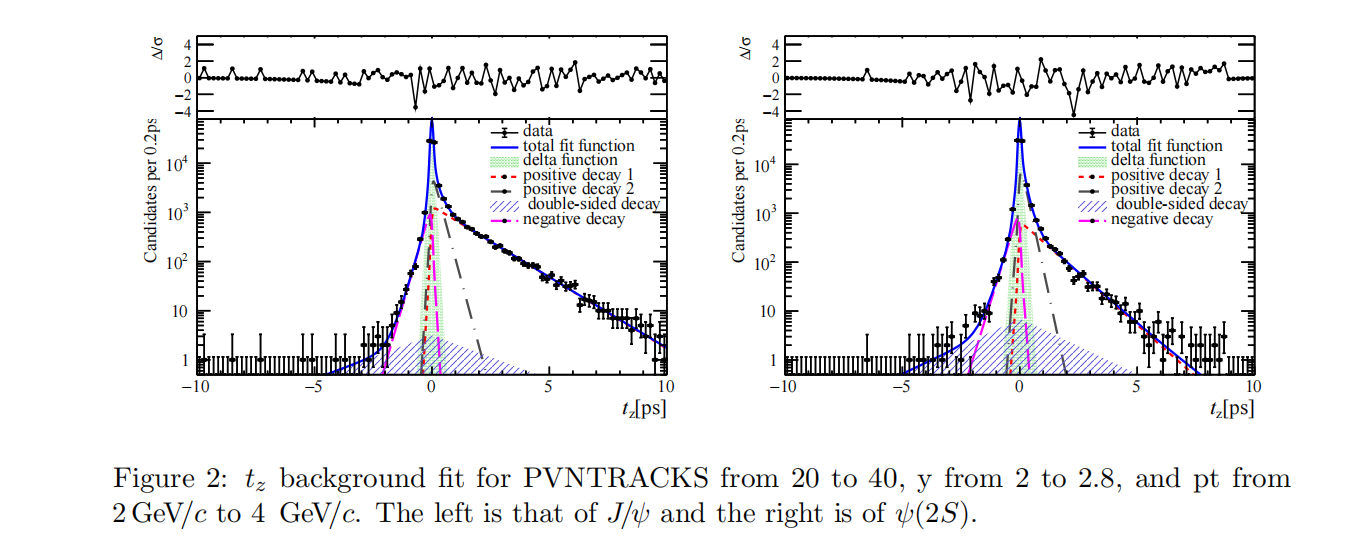 Δ/σ
4
2
0
−2
−4
Candidates per 0.2ps
10⁴
10³
10²
10
1
data
total fit function
delta function
positive decay 1
positive decay 2
double-sided decay
negative decay
−10 −5 0 5 10
t_z[ps]
Δ/σ
4
2
0
−2
−4
Candidates per 0.2ps
10⁴
10³
10²
10
1
data
total fit function
delta function
positive decay 1
positive decay 2
double-sided decay
negative decay
−10 −5 0 5 10
t_z[ps]
Figure 2: t_z background fit for PVNTRACKS from 20 to 40, y from 2 to 2.8, and pt from
2 GeV/c to 4 GeV/c. The left is that of J/ψ and the right is of ψ(2S).